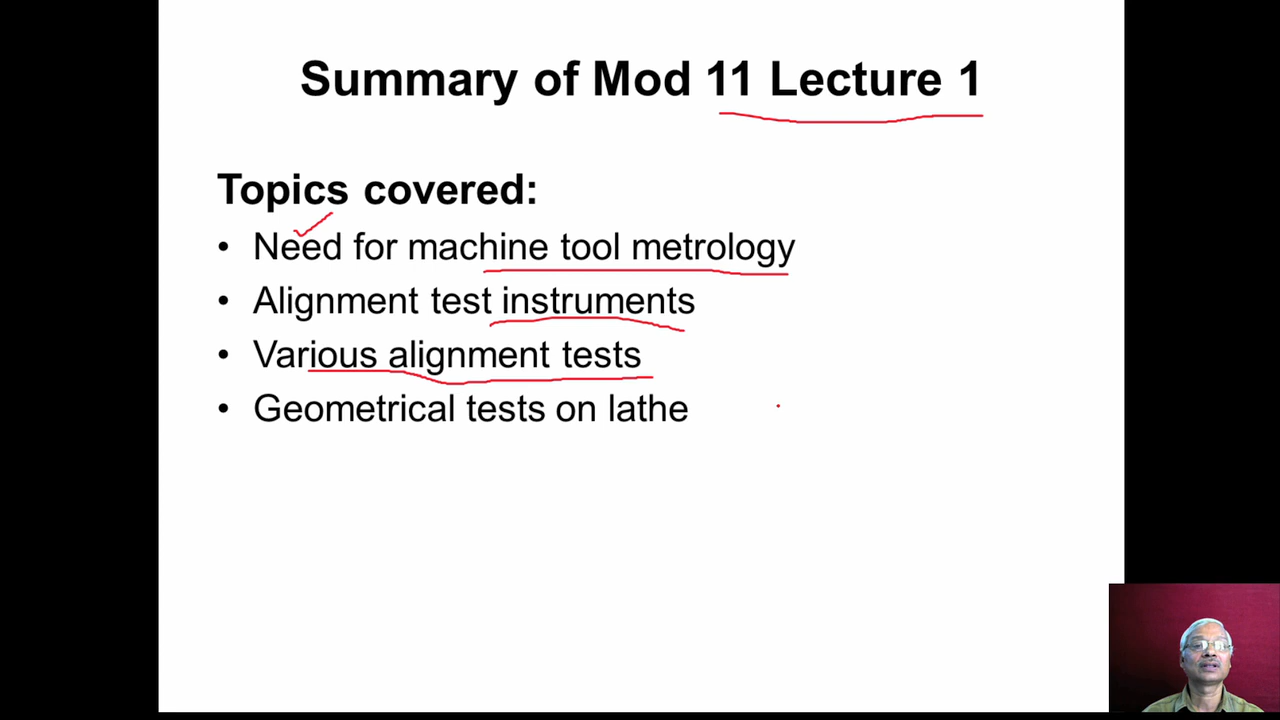 Summary of Mod 11 Lecture 1
Topics covered:
• Need for machine tool metrology
• Alignment test instruments
• Various alignment tests
• Geometrical tests on lathe